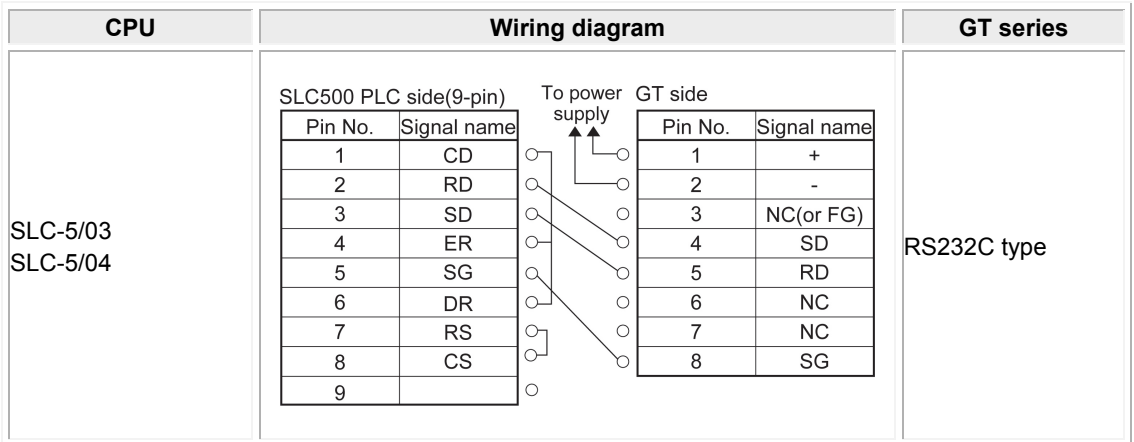 CPU Wiring diagram GT series
SLC-5/03
SLC-5/04
SLC500 PLC side(9-pin)
Pin No. Signal name
1 CD
2 RD
3 SD
4 ER
5 SG
6 DR
7 RS
8 CS
9
To power
supply
GT side
Pin No. Signal name
1 +
2 -
3 NC(or FG)
4 SD
5 RD
6 NC
7 NC
8 SG
RS232C type